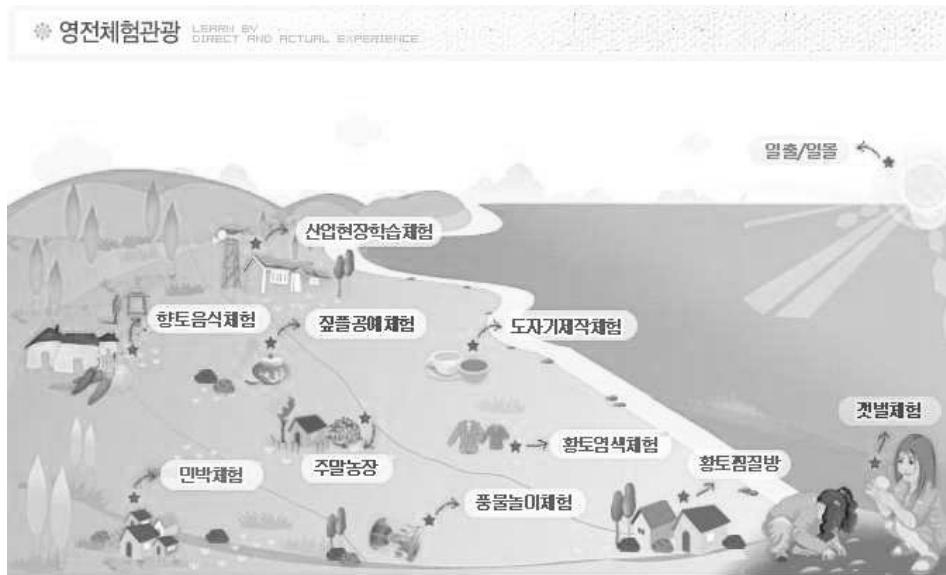 영전체험관광
LEARN BY
DIRECT AND ACTUAL EXPERIENCE
일출/일몰
산업현장학습체험
향토음식체험
짚풀공예체험
도자기제작체험
갯벌체험
주말농장
황토염색체험
황토찜질방
민박체험
풍물놀이체험